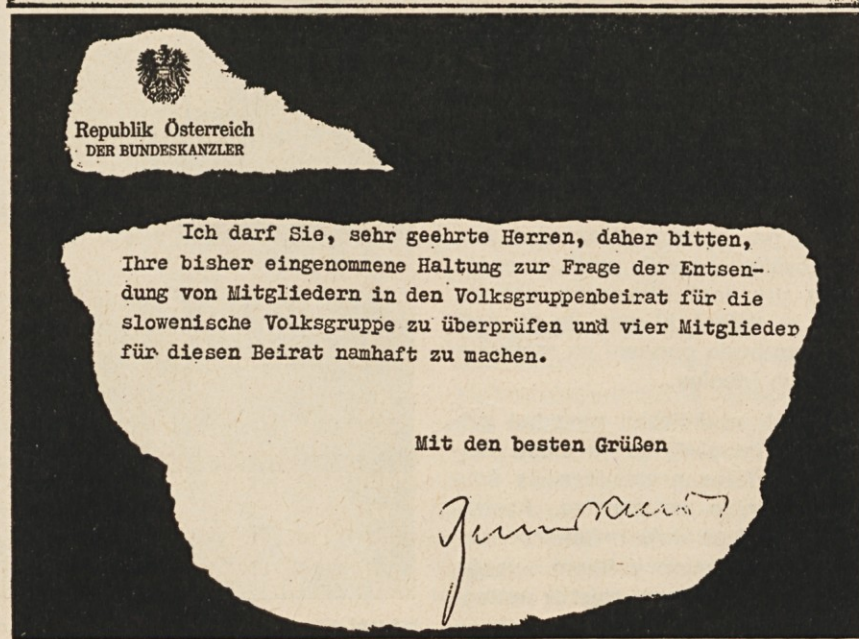 Republik Österreich
DER BUNDESKANZLER
Ich darf Sie, sehr geehrte Herren, daher bitten,
Ihre bisher eingenommene Haltung zur Frage der Entsen-
dung von Mitgliedern in den Volksgruppenbeirat für die
slowenische Volksgruppe zu überprüfen und vier Mitglieder
für diesen Beirat namhaft zu machen.
Mit den besten Grüßen